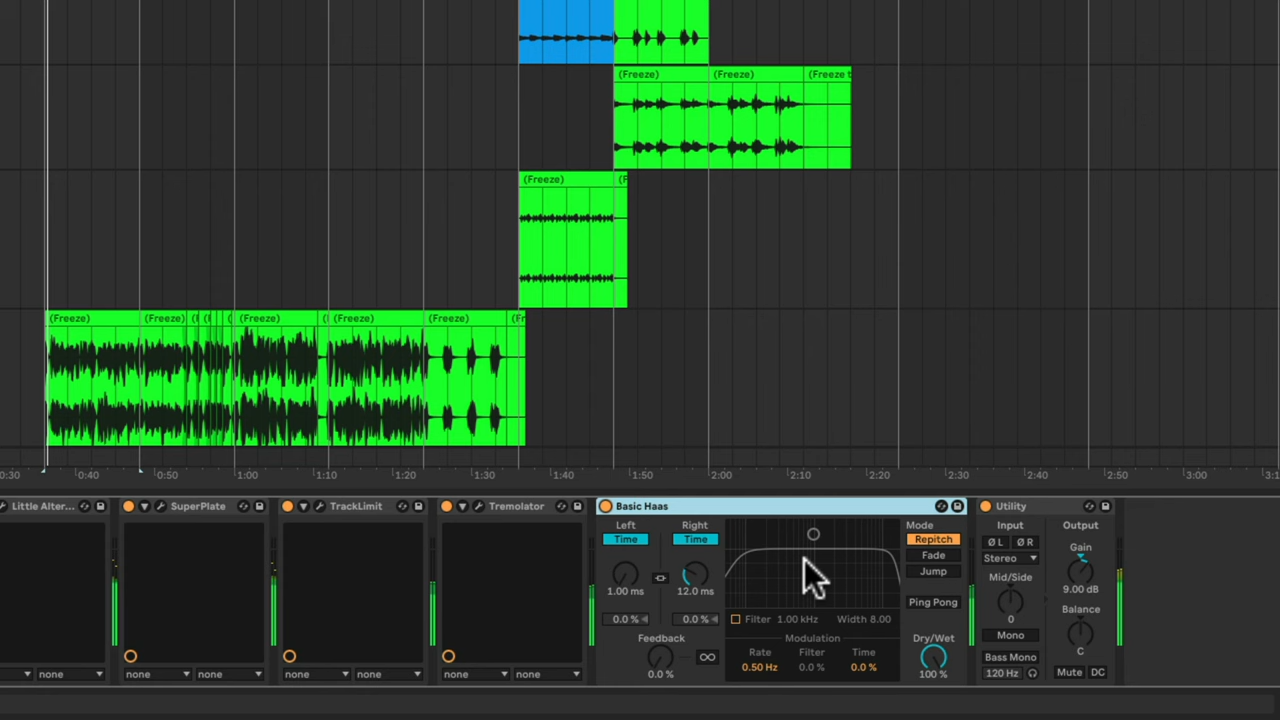 (Freeze) (Freeze) (Freeze t
(Freeze) (F
(Freeze) (Freeze) (F (F ( (Freeze) ( (Freeze) (Freeze) (Fr
0:30 0:40 0:50 1:00 1:10 1:20 1:30 1:40 1:50 2:00 2:10 2:20 2:30 2:40 2:50 3:00 3:1
Little Alter... SuperPlate TrackLimit Tremolator Basic Haas Utility
Left Right Mode Input Output
Time Time Repitch Ø L Ø R Gain
Fade Stereo
Jump Mid/Side
1.00 ms 12.0 ms 9.00 dB
Ping Pong 0 Balance
0.0 % 0.0 % Filter 1.00 kHz Width 8.00
Feedback Modulation Dry/Wet Mono
Rate Filter Time Bass Mono C
0.0 % 0.50 Hz 0.0 % 0.0 % 100 % 120 Hz Mute DC
none none none none none none none